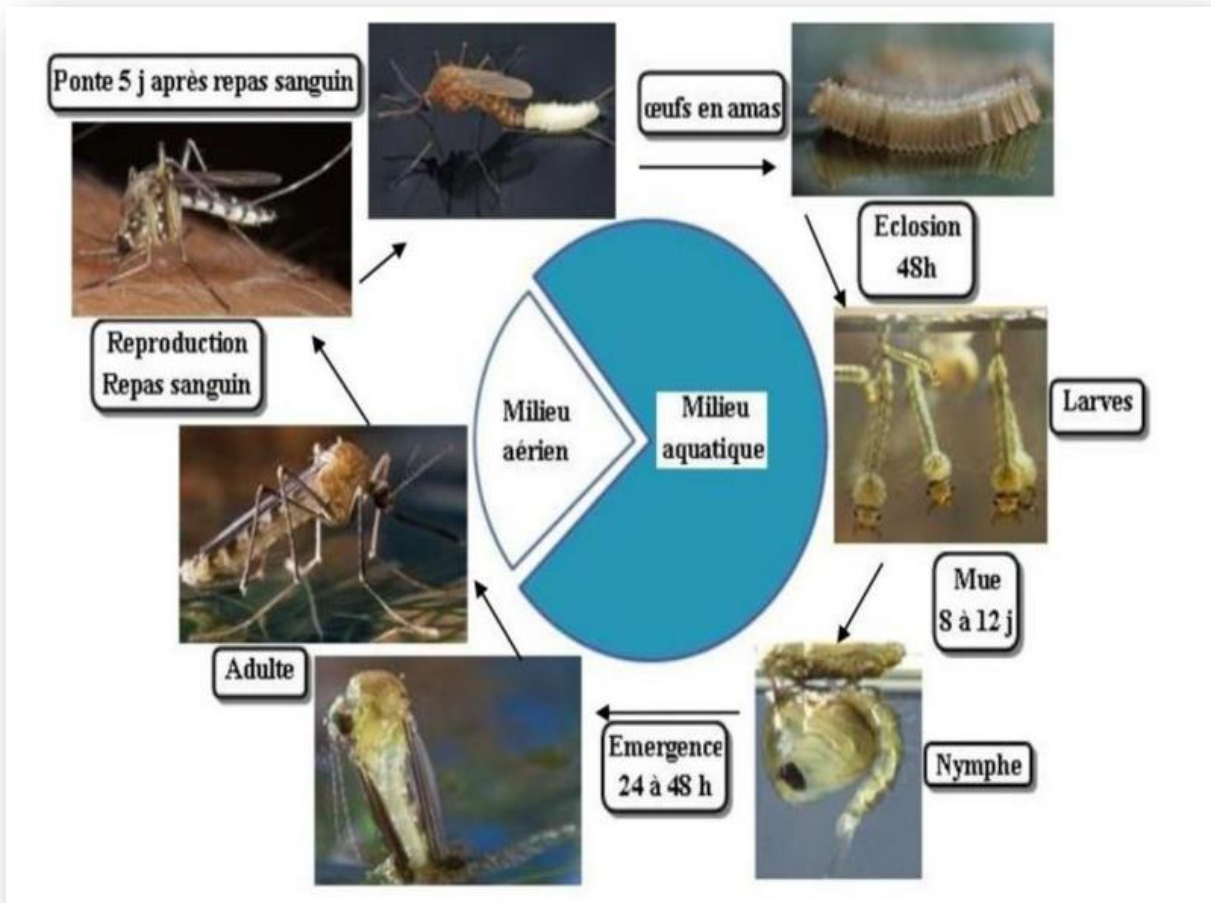 Ponte 5 j après repas sanguin
œufs en amas
Eclosion
48h
Larves
Mue
8 à 12 j
Nymphe
Emergence
24 à 48 h
Adulte
Reproduction
Repas sanguin
Milieu
aérien
Milieu
aquatique